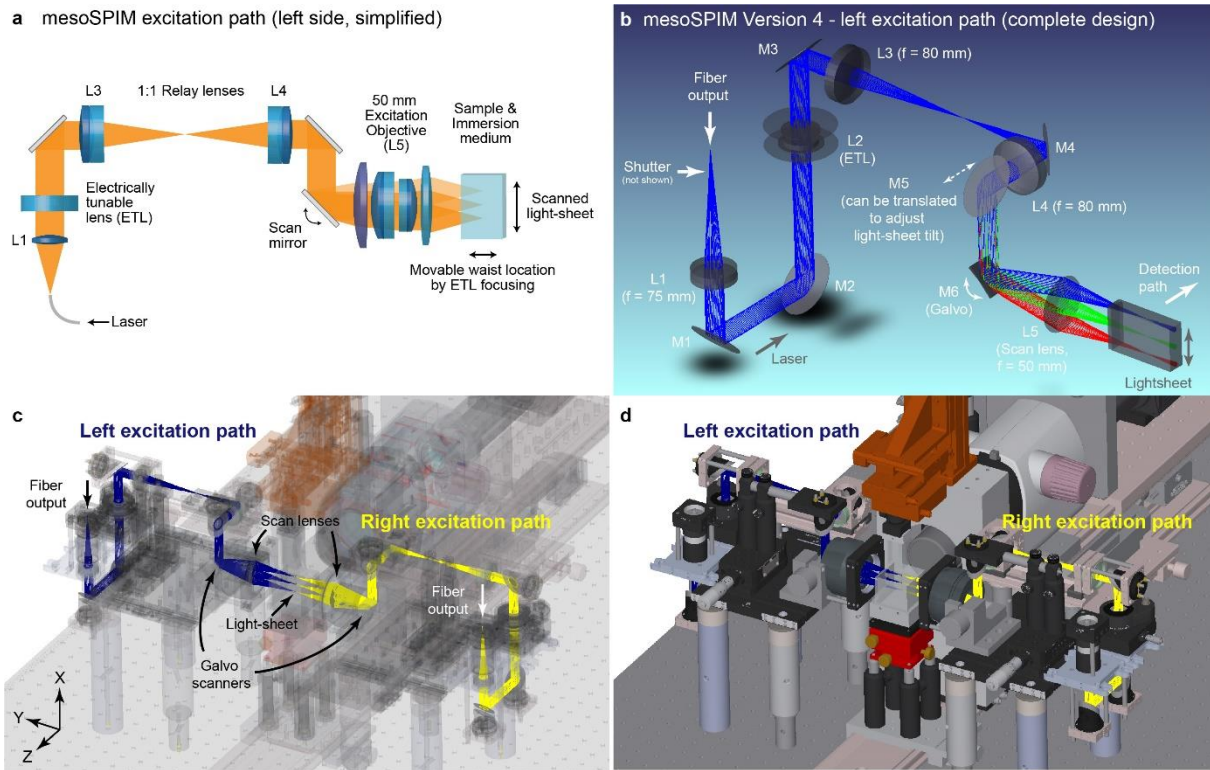 a mesoSPIM excitation path (left side, simplified)
L3
1:1 Relay lenses
L4
50 mm
Excitation
Objective
(L5)
Sample &
Immersion
medium
Electrically
tunable
lens (ETL)
L1
Scan
mirror
Scanned
light-sheet
Movable waist location
by ETL focusing
Laser
b mesoSPIM Version 4 - left excitation path (complete design)
M3
L3 (f = 80 mm)
Fiber
output
L2
(ETL)
M4
Shutter
(not shown)
M5
(can be translated
to adjust
light-sheet tilt)
L4 (f = 80 mm)
L1
(f = 75 mm)
M2
M6
(Galvo)
Detection
path
M1
Laser
L5
(Scan lens,
f = 50 mm)
Lightsheet
c
Left excitation path
Fiber
output
Scan lenses
Right excitation path
Fiber
output
Light-sheet
Galvo
scanners
X
Y
Z
d
Left excitation path
Right excitation path